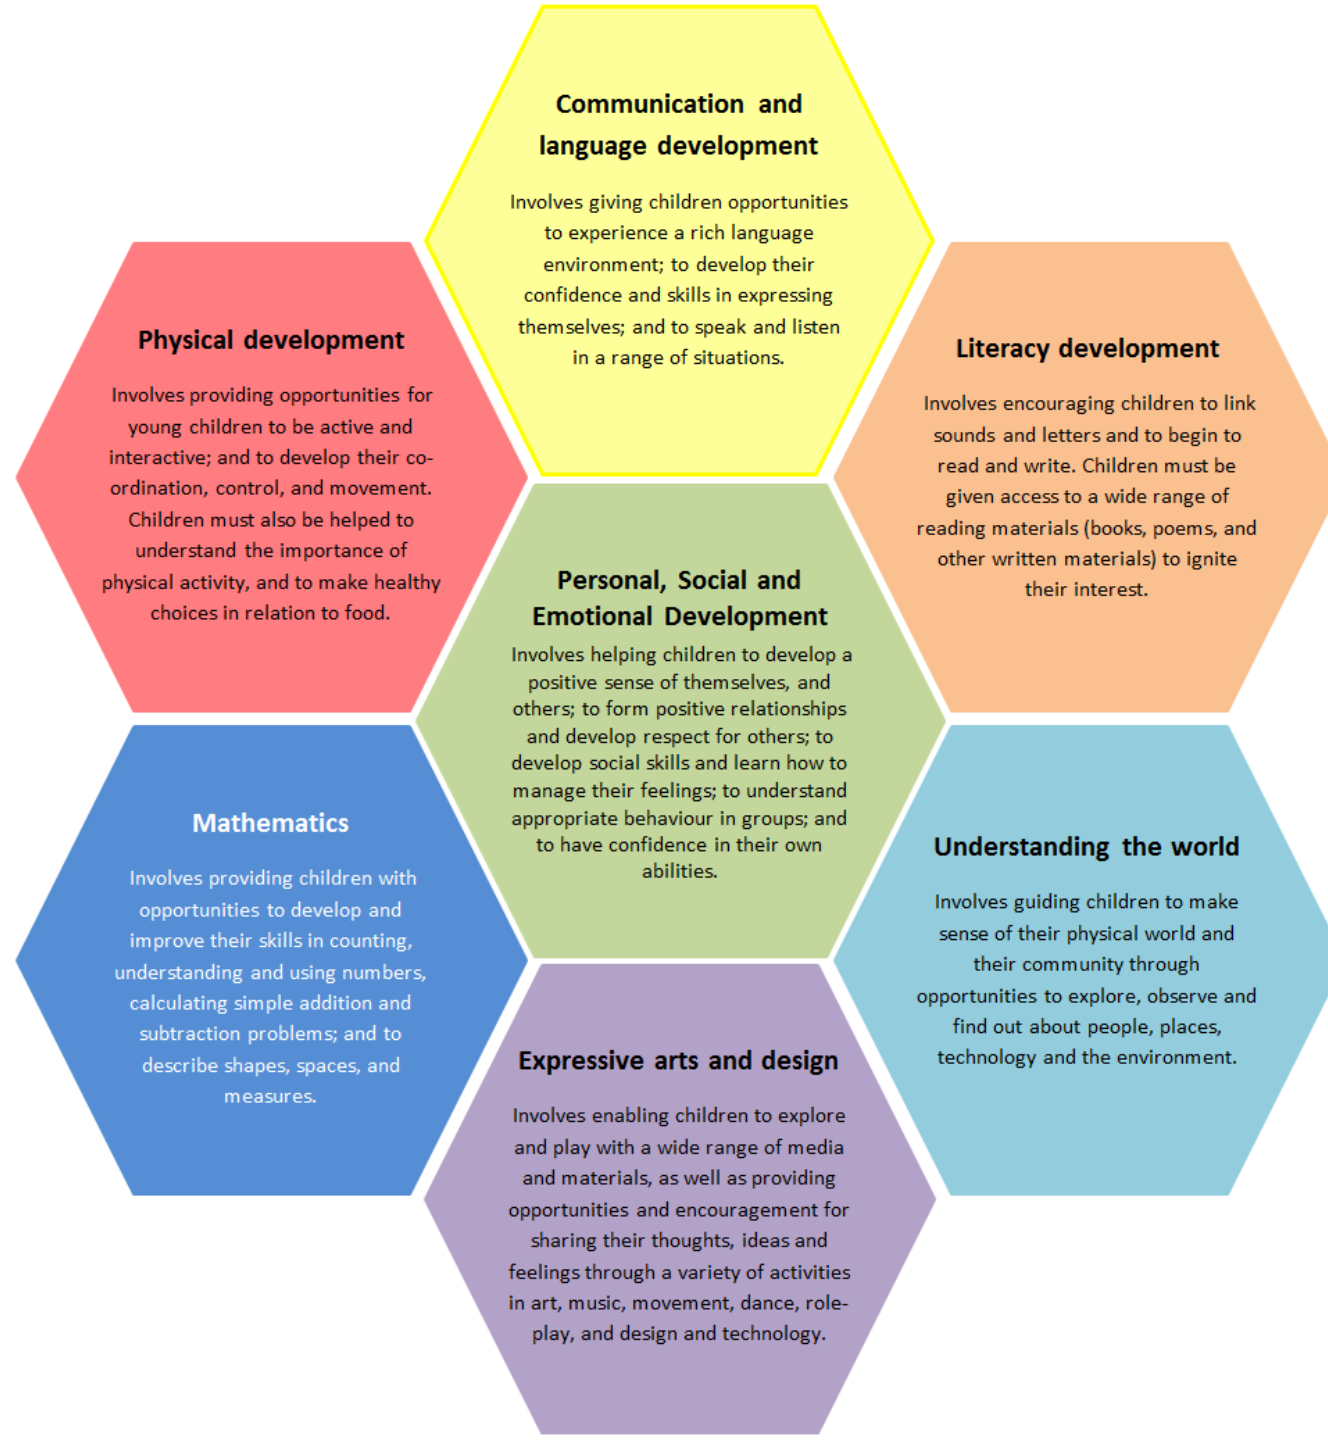 Communication and
language development
Involves giving children opportunities
to experience a rich language
environment; to develop their
confidence and skills in expressing
themselves; and to speak and listen
in a range of situations.
Physical development
Involves providing opportunities for
young children to be active and
interactive; and to develop their co-
ordination, control, and movement.
Children must also be helped to
understand the importance of
physical activity, and to make healthy
choices in relation to food.
Literacy development
Involves encouraging children to link
sounds and letters and to begin to
read and write. Children must be
given access to a wide range of
reading materials (books, poems, and
other written materials) to ignite
their interest.
Personal, Social and
Emotional Development
Involves helping children to develop a
positive sense of themselves, and
others; to form positive relationships
and develop respect for others; to
develop social skills and learn how to
manage their feelings; to understand
appropriate behaviour in groups; and
to have confidence in their own
abilities.
Mathematics
Involves providing children with
opportunities to develop and
improve their skills in counting,
understanding and using numbers,
calculating simple addition and
subtraction problems; and to
describe shapes, spaces, and
measures.
Understanding the world
Involves guiding children to make
sense of their physical world and
their community through
opportunities to explore, observe and
find out about people, places,
technology and the environment.
Expressive arts and design
Involves enabling children to explore
and play with a wide range of media
and materials, as well as providing
opportunities and encouragement for
sharing their thoughts, ideas and
feelings through a variety of activities
in art, music, movement, dance, role-
play, and design and technology.